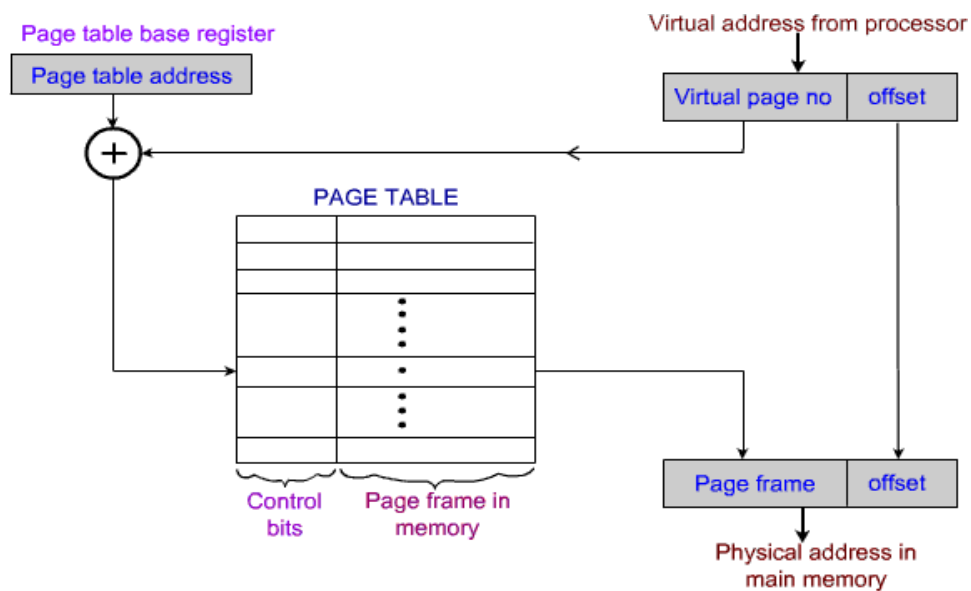 Page table base register
Page table address
Virtual address from processor
Virtual page no
offset
+
PAGE TABLE
Control
bits
Page frame in
memory
Page frame
offset
Physical address in
main memory